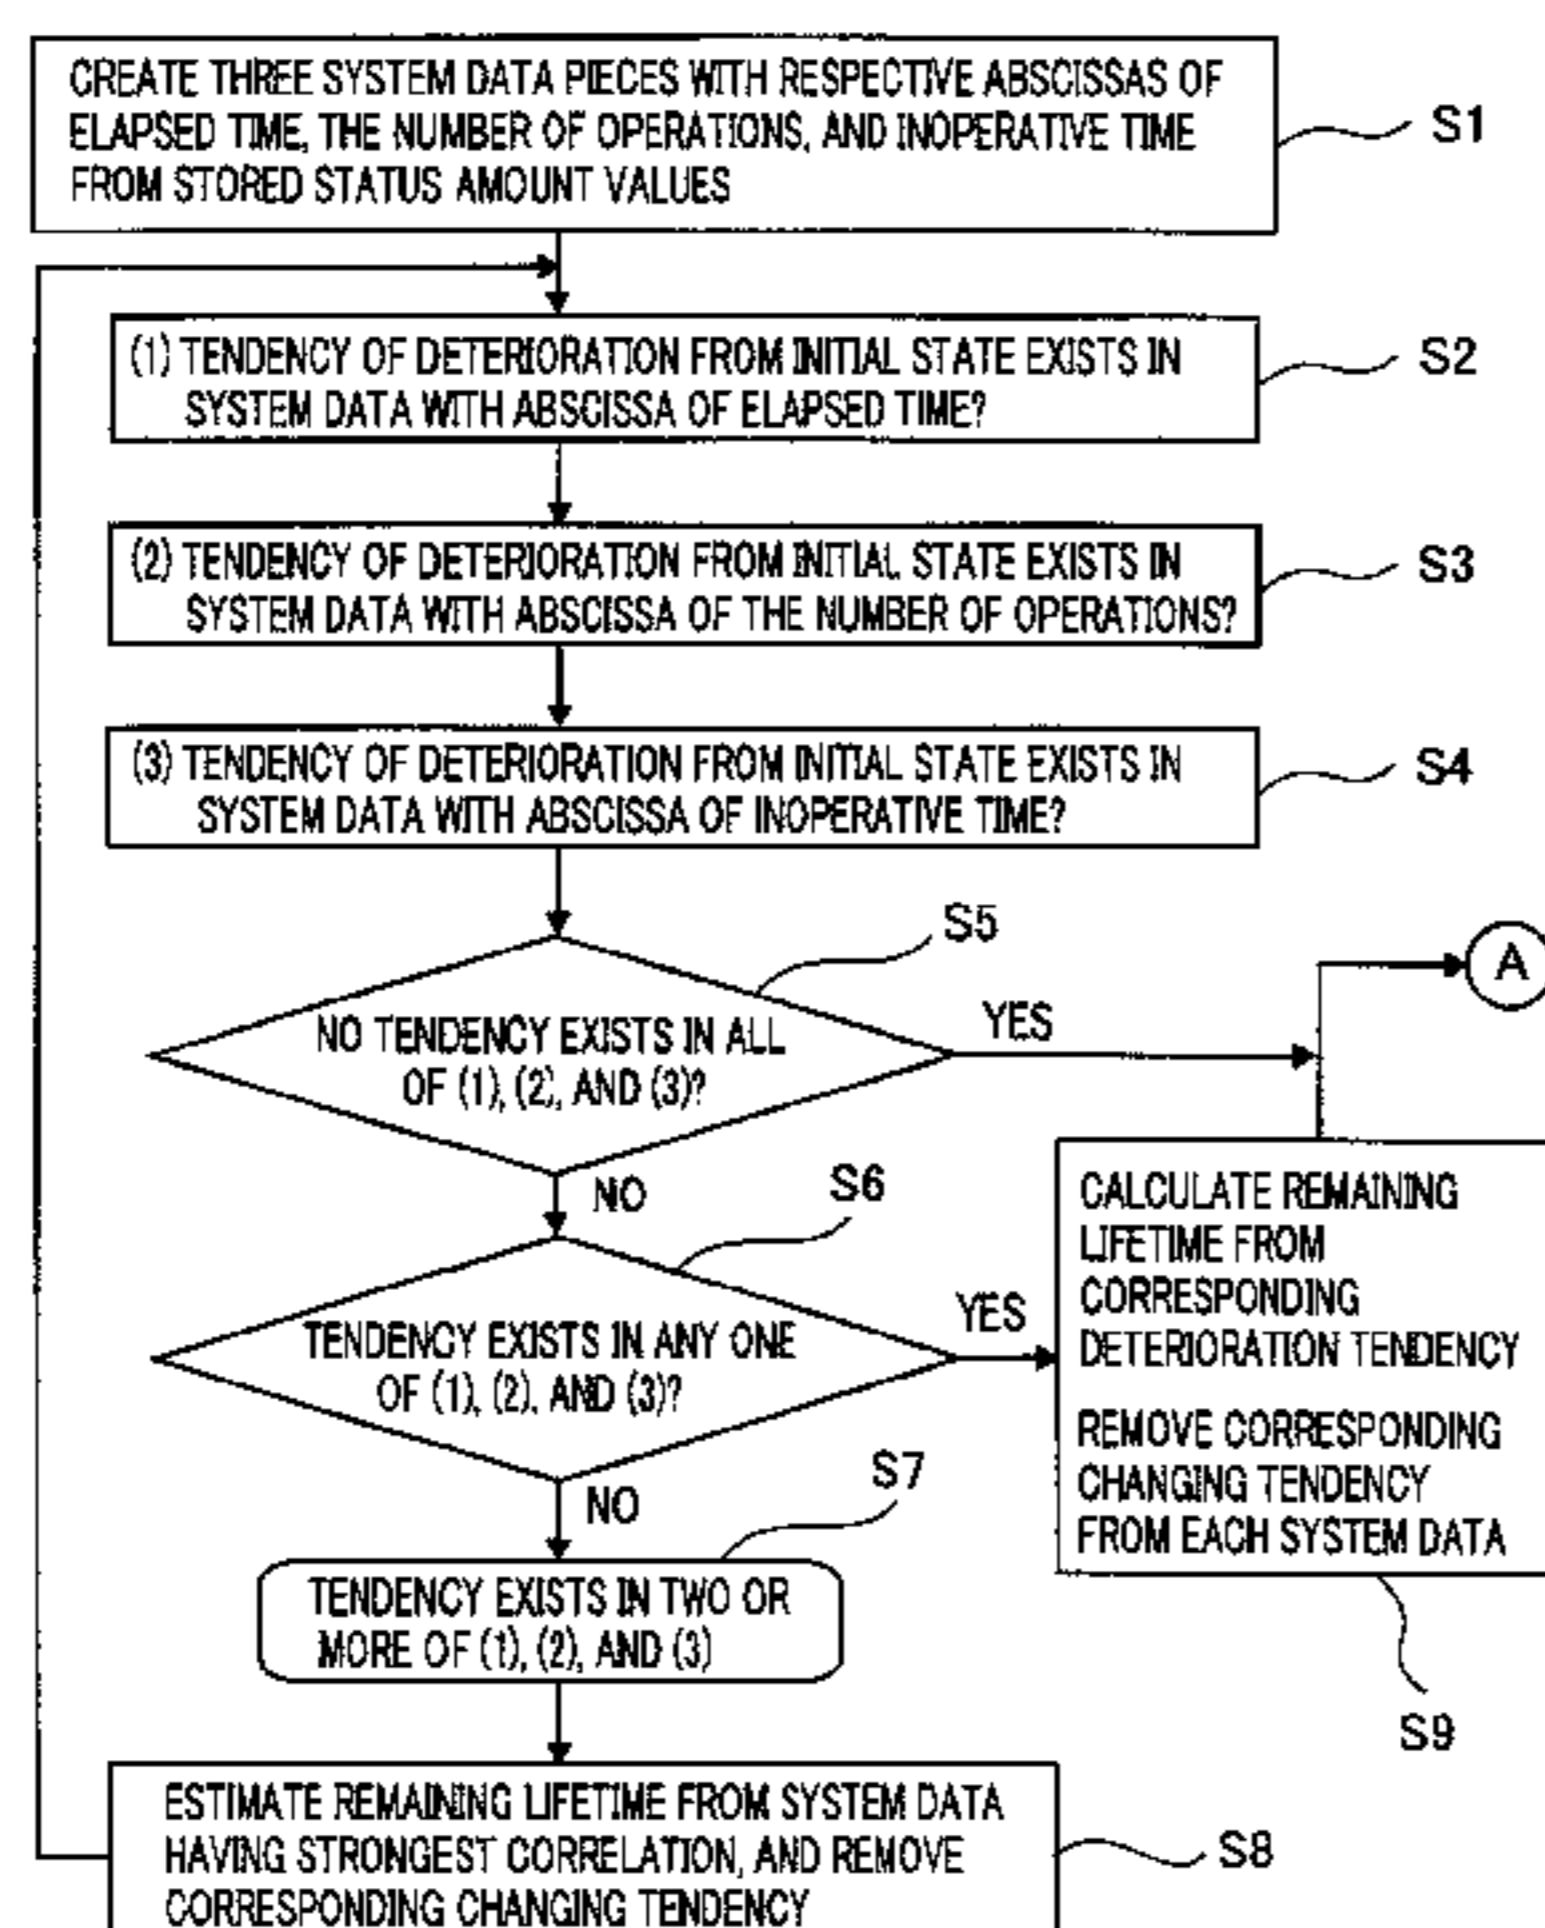 CREATE THREE SYSTEM DATA PIECES WITH RESPECTIVE ABSCISSAS OF
ELAPSED TIME, THE NUMBER OF OPERATIONS, AND INOPERATIVE TIME
FROM STORED STATUS AMOUNT VALUES
S1
(1) TENDENCY OF DETERIORATION FROM INITIAL STATE EXISTS IN
SYSTEM DATA WITH ABSCISSA OF ELAPSED TIME?
S2
(2) TENDENCY OF DETERIORATION FROM INITIAL STATE EXISTS IN
SYSTEM DATA WITH ABSCISSA OF THE NUMBER OF OPERATIONS?
S3
(3) TENDENCY OF DETERIORATION FROM INITIAL STATE EXISTS IN
SYSTEM DATA WITH ABSCISSA OF INOPERATIVE TIME?
S4
S5
NO TENDENCY EXISTS IN ALL
OF (1), (2), AND (3)?
YES
A
NO
S6
TENDENCY EXISTS IN ANY ONE
OF (1), (2), AND (3)?
YES
CALCULATE REMAINING
LIFETIME FROM
CORRESPONDING
DETERIORATION TENDENCY
REMOVE CORRESPONDING
CHANGING TENDENCY
FROM EACH SYSTEM DATA
S9
NO
S7
TENDENCY EXISTS IN TWO OR
MORE OF (1), (2), AND (3)
ESTIMATE REMAINING LIFETIME FROM SYSTEM DATA
HAVING STRONGEST CORRELATION, AND REMOVE
CORRESPONDING CHANGING TENDENCY
S8